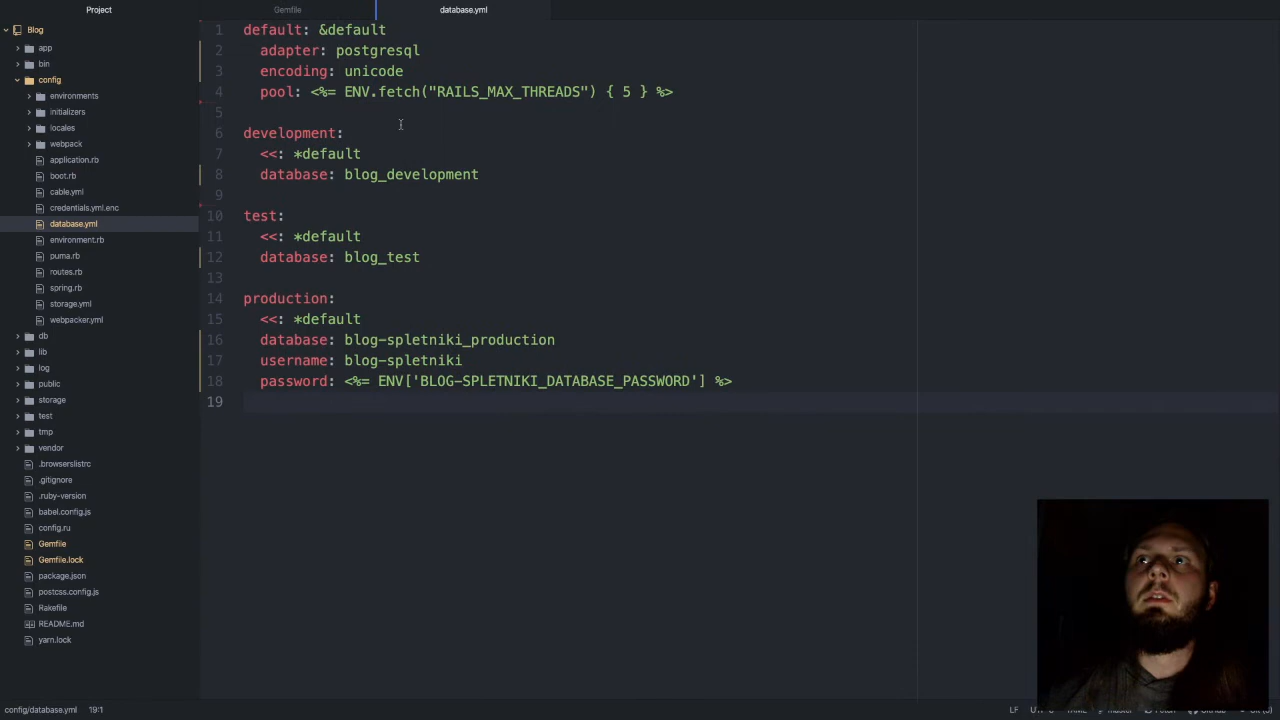 Project
Gemfile
database.yml
Blog
app
bin
config
environments
initializers
locales
webpack
application.rb
boot.rb
cable.yml
credentials.yml.enc
database.yml
environment.rb
puma.rb
routes.rb
spring.rb
storage.yml
webpacker.yml
db
lib
log
public
storage
test
tmp
vendor
.browserslistrc
.gitignore
.ruby-version
babel.config.js
config.ru
Gemfile
Gemfile.lock
package.json
postcss.config.js
Rakefile
README.md
yarn.lock
1 default: &default
2 adapter: postgresql
3 encoding: unicode
4 pool: <%= ENV.fetch("RAILS_MAX_THREADS") { 5 } %>
5
6 development:
7 <<: *default
8 database: blog_development
9
10 test:
11 <<: *default
12 database: blog_test
13
14 production:
15 <<: *default
16 database: blog-spletniki_production
17 username: blog-spletniki
18 password: <%= ENV['BLOG-SPLETNIKI_DATABASE_PASSWORD'] %>
19
config/database.yml 19:1
LF